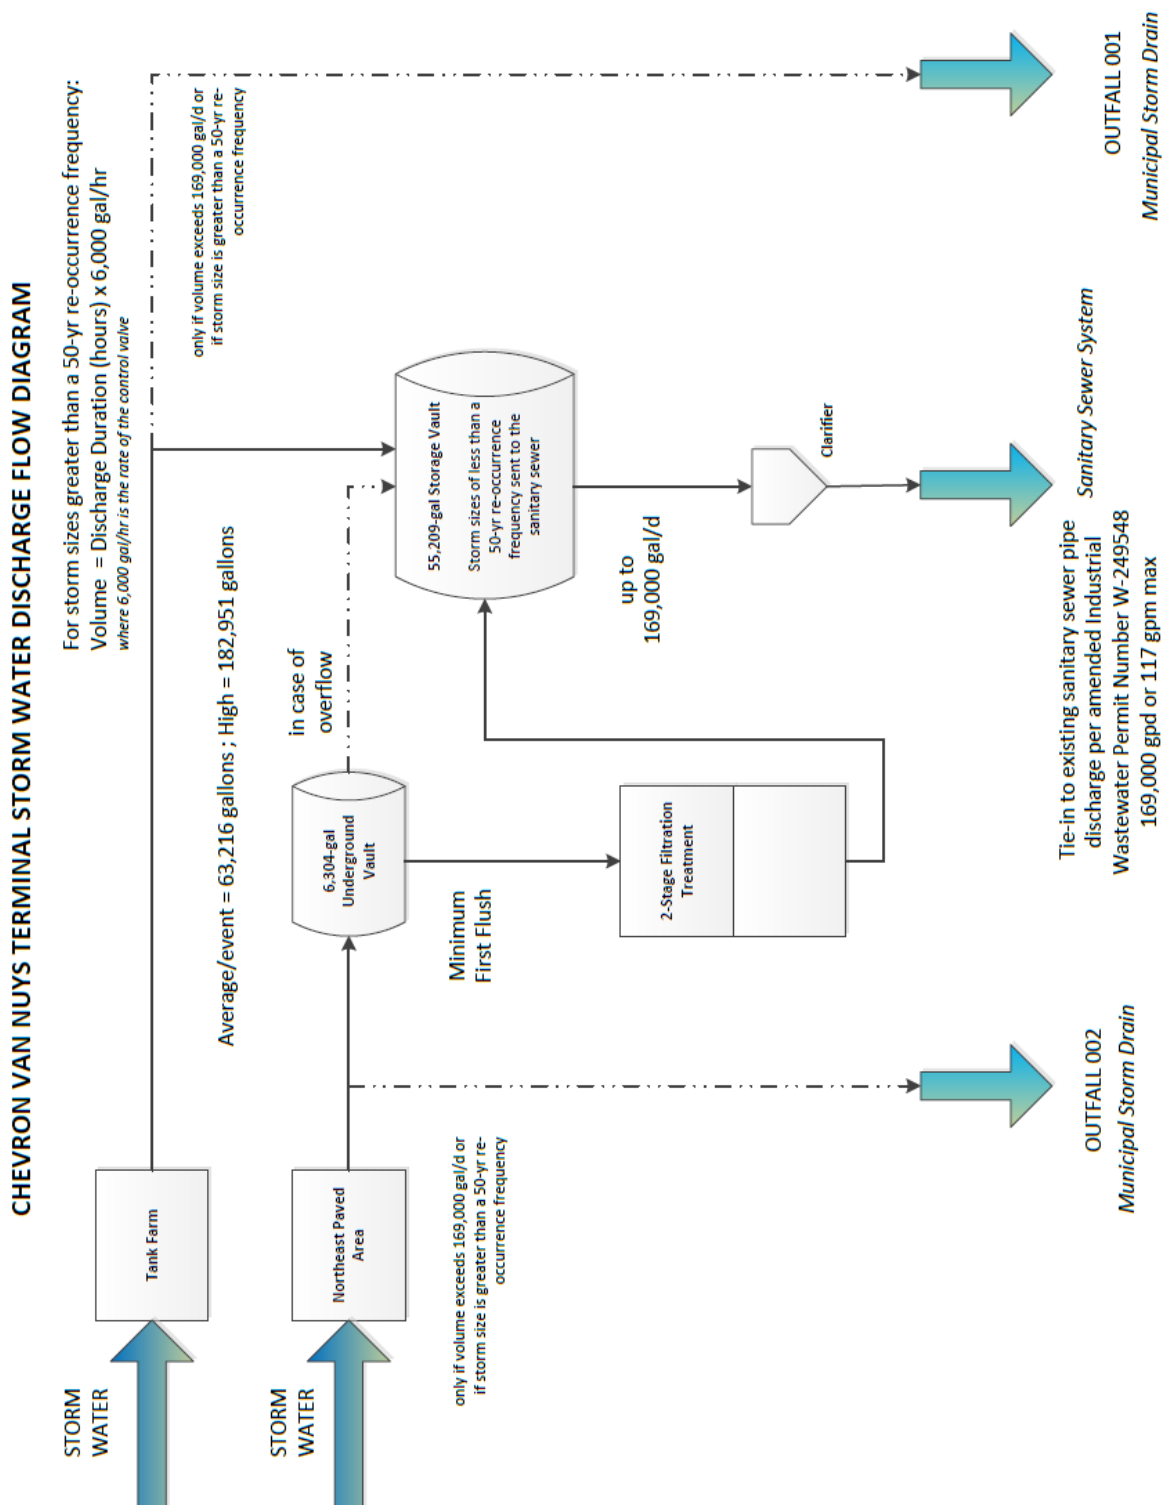 CHEVRON VAN NUYS TERMINAL STORM WATER DISCHARGE FLOW DIAGRAM
For storm sizes greater than a 50-yr re-occurrence frequency:
Volume = Discharge Duration (hours) x 6,000 gal/hr
where 6,000 gal/hr is the rate of the control valve
STORM
WATER
Tank Farm
only if volume exceeds 169,000 gal/d or
if storm size is greater than a 50-yr re-
occurrence frequency
Average/event = 63,216 gallons ; High = 182,951 gallons
STORM
WATER
Northeast Paved
Area
6,304-gal
Underground
Vault
in case of
overflow
55,209-gal Storage Vault
Storm sizes of less than a
50-yr re-occurrence
frequency sent to the
sanitary sewer
only if volume exceeds 169,000 gal/d or
if storm size is greater than a 50-yr re-
occurrence frequency
Minimum
First Flush
2-Stage Filtration
Treatment
up to
169,000 gal/d
Clarifier
OUTFALL 002
Municipal Storm Drain
Sanitary Sewer System
Tie-in to existing sanitary sewer pipe
discharge per amended Industrial
Wastewater Permit Number W-249548
169,000 gpd or 117 gpm max
OUTFALL 001
Municipal Storm Drain